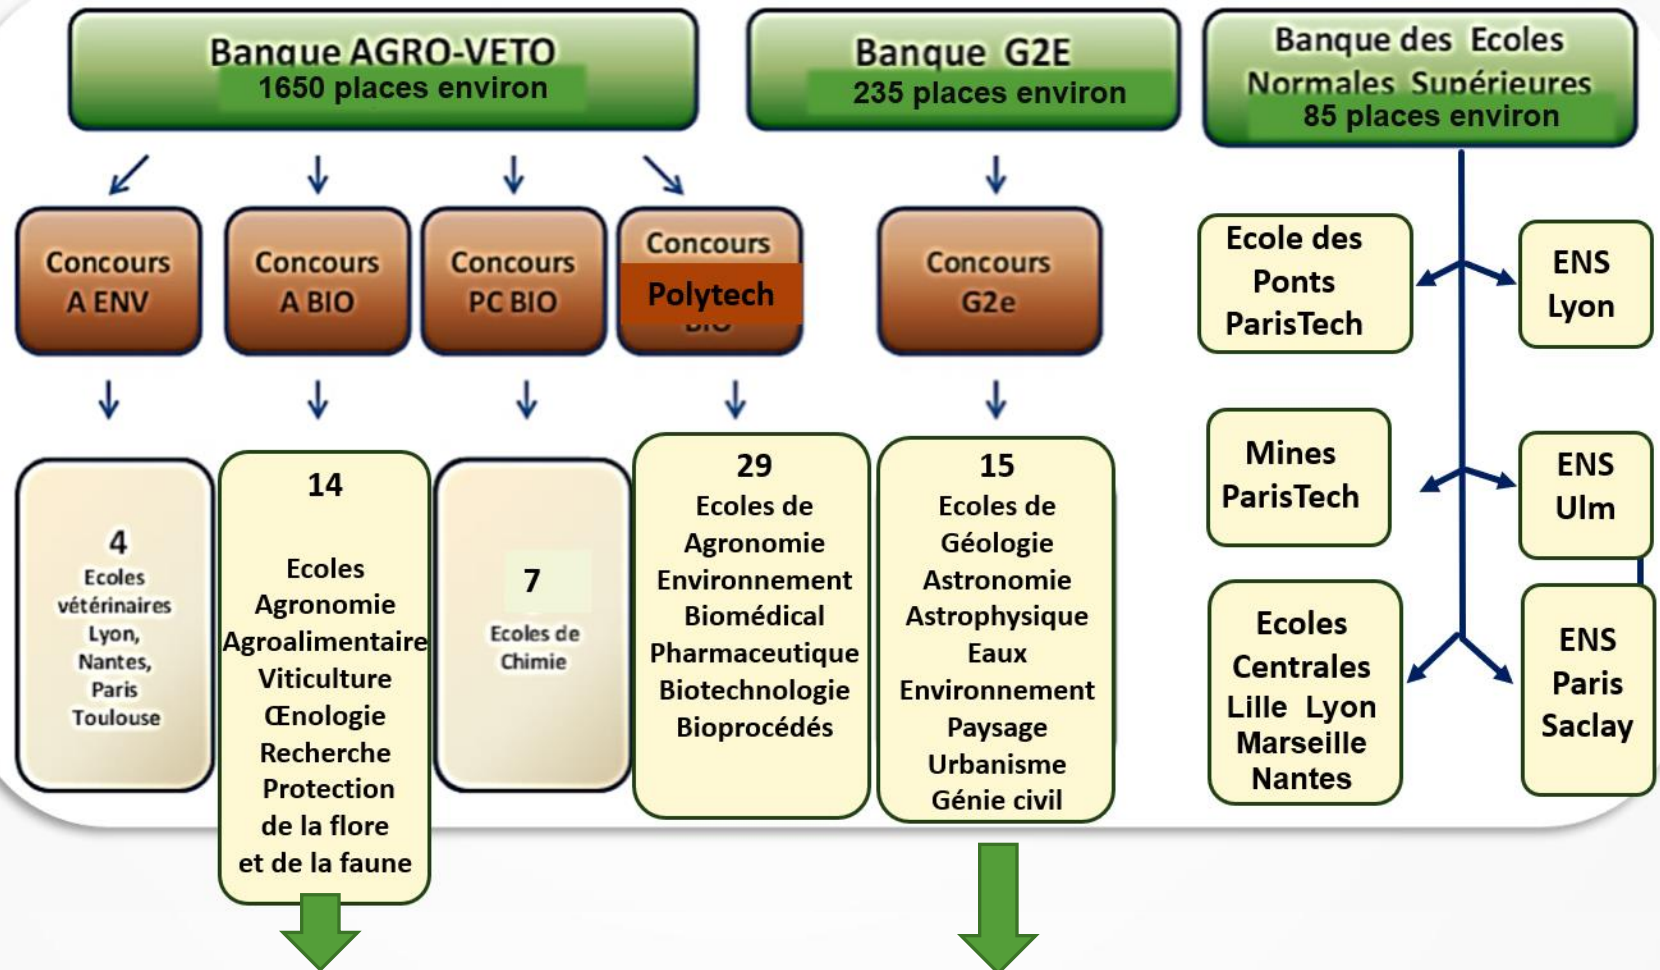 Banque AGRO-VETO
1650 places environ
Banque G2E
235 places environ
Banque des Ecoles
Normales Supérieures
85 places environ
Concours
A ENV
Concours
A BIO
Concours
PC BIO
Concours
Polytech
BIO
Concours
G2e
4
Ecoles
vétérinaires
Lyon,
Nantes,
Paris
Toulouse
14
Ecoles
Agronomie
Agroalimentaire
Viticulture
Œnologie
Recherche
Protection
de la flore
et de la faune
7
Ecoles de
Chimie
29
Ecoles de
Agronomie
Environnement
Biomédical
Pharmaceutique
Biotechnologie
Bioprocédés
15
Ecoles de
Géologie
Astronomie
Astrophysique
Eaux
Environnement
Paysage
Urbanisme
Génie civil
Ecole des
Ponts
ParisTech
ENS
Lyon
Mines
ParisTech
ENS
Ulm
Ecoles
Centrales
Lille Lyon
Marseille
Nantes
ENS
Paris
Saclay